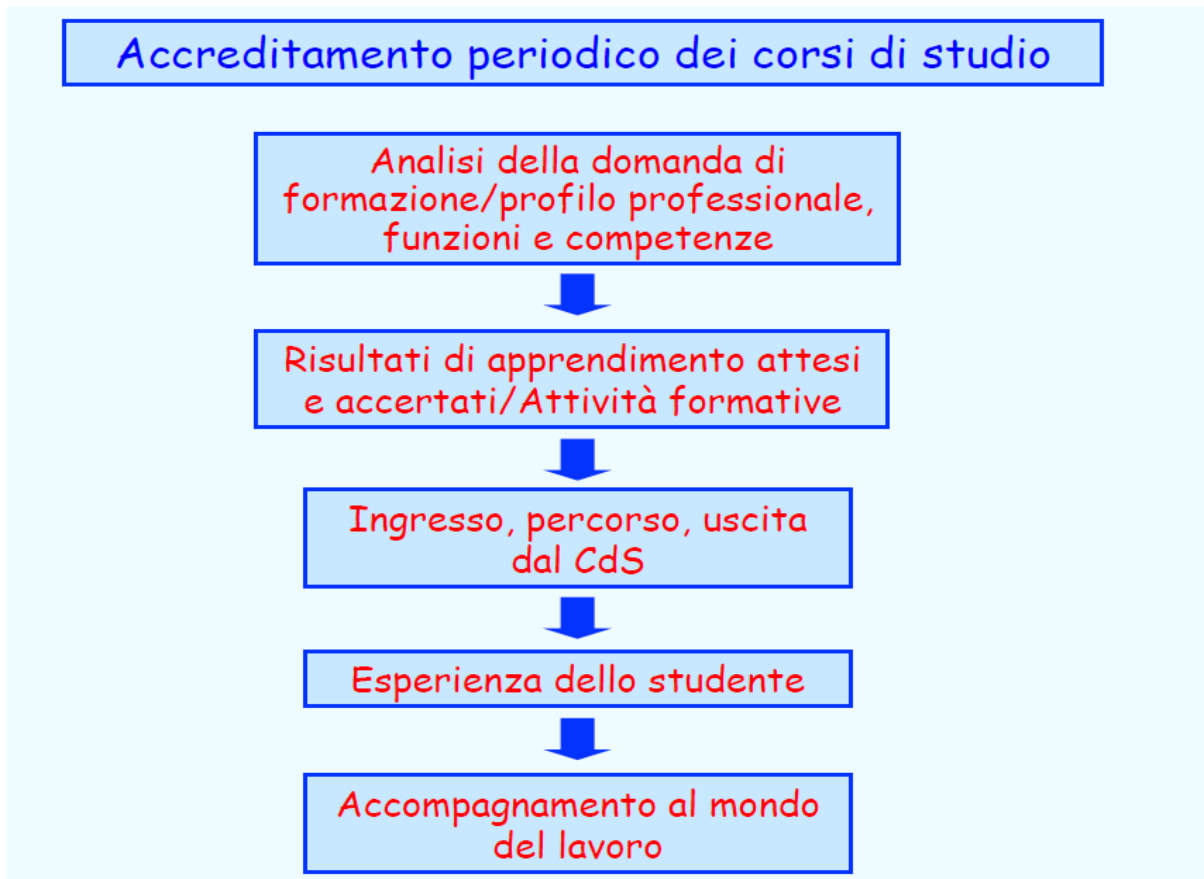 Accreditamento periodico dei corsi di studio
Analisi della domanda di
formazione/profilo professionale,
funzioni e competenze
Risultati di apprendimento attesi
e accertati/Attività formative
Ingresso, percorso, uscita
dal CdS
Esperienza dello studente
Accompagnamento al mondo
del lavoro